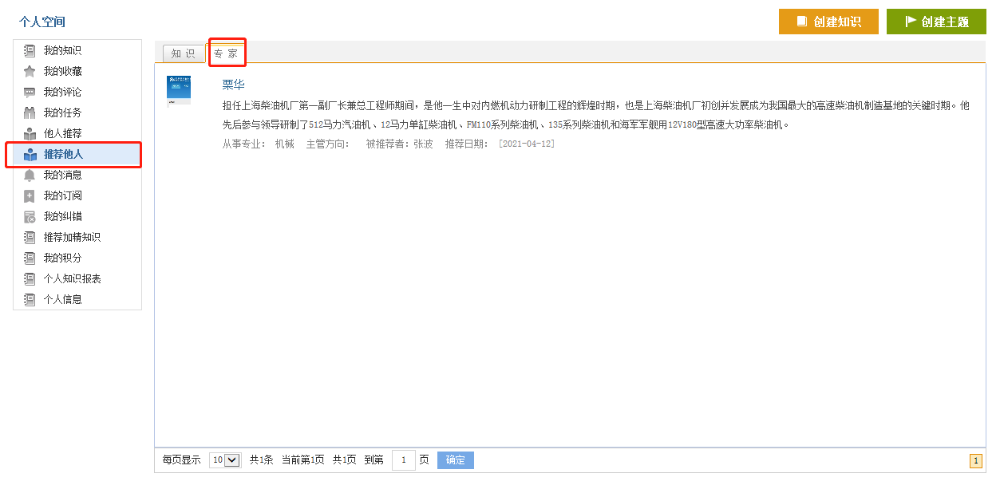 个人空间
创建知识
创建主题
我的知识
我的收藏
我的评论
我的任务
他人推荐
推荐他人
我的消息
我的订阅
我的纠错
推荐加精知识
我的积分
个人知识报表
个人信息
知 识
专 家
栗华
担任上海柴油机厂第一副厂长兼总工程师期间，是他一生中对内燃机动力研制工程的辉煌时期，也是上海柴油机厂初创并发展成为我国最大的高速柴油机制造基地的关键时期。他
先后参与领导研制了512马力汽油机、12马力单缸柴油机、FM110系列柴油机、135系列柴油机和海军军舰用12V180型高速大功率柴油机。
从事专业： 机械 主管方向： 被推荐者：张波 推荐日期： [2021-04-12]
每页显示 10 共1条 当前第1页 共1页 到第 1 页 确定
1